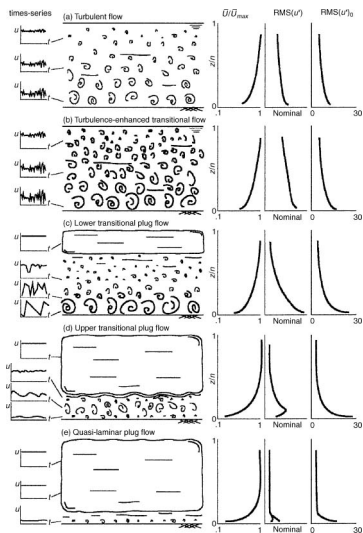 times-series
(a) Turbulent flow
U̅/U̅max
RMS(u')
RMS(u')0
u
t
u
t
u
t
1
z/h
0
(b) Turbulence-enhanced transitional flow
.1 1 Nominal 0 30
u
t
u
t
u
t
1
z/h
0
(c) Lower transitional plug flow
.1 1 Nominal 0 30
u
t
u
t
u
t
u
t
1
z/h
0
(d) Upper transitional plug flow
.1 1 Nominal 0 30
u
t
u
t
u
t
u
t
1
z/h
0
(e) Quasi-laminar plug flow
.1 1 Nominal 0 30
u
t
u
t
u
t
1
z/h
0
.1 1 Nominal 0 30